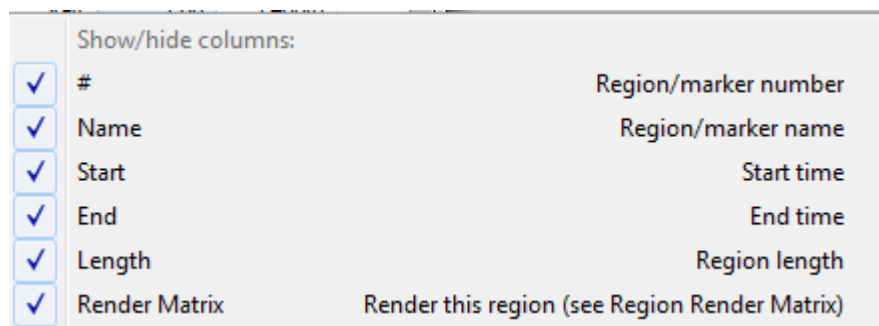 Show/hide columns:
# Region/marker number
Name Region/marker name
Start Start time
End End time
Length Region length
Render Matrix Render this region (see Region Render Matrix)